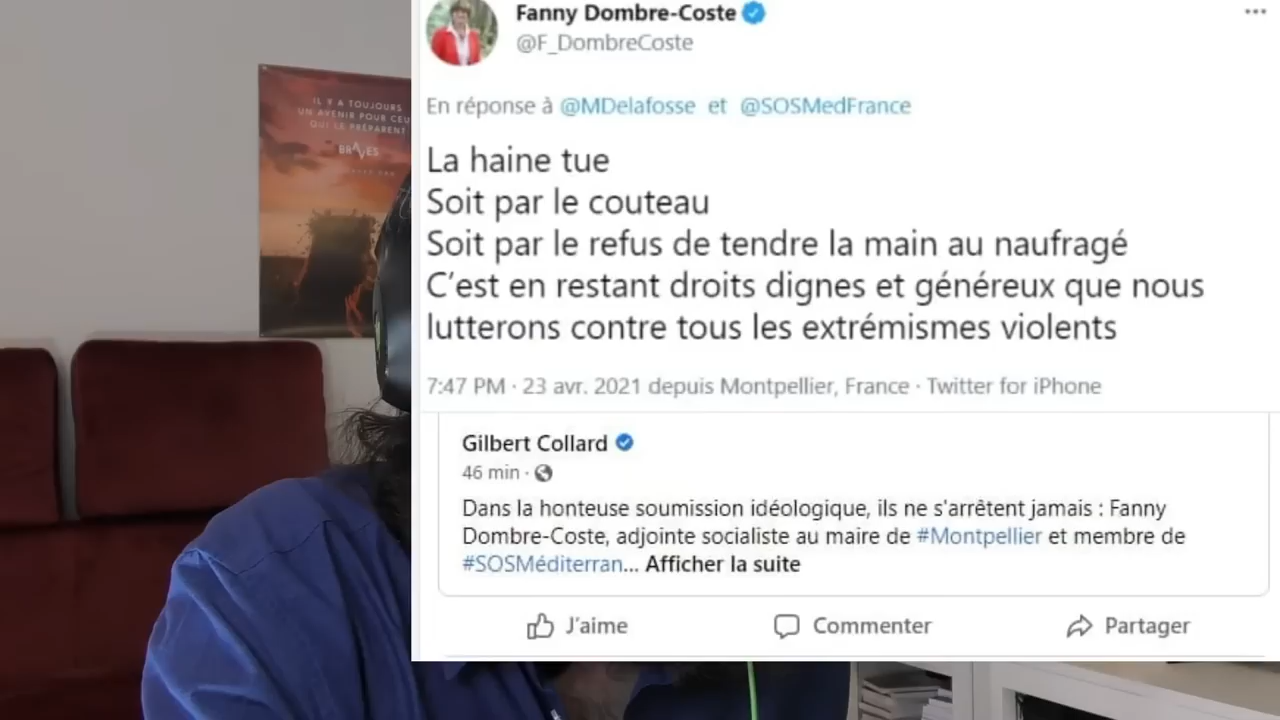 IL Y A TOUJOURS
UN AVENIR POUR CEU
QUI SE PRÉPARENT
BRAVES
Fanny Dombre-Coste
@F_DombreCoste
En réponse à @MDelafosse et @SOSMedFrance
La haine tue
Soit par le couteau
Soit par le refus de tendre la main au naufragé
C'est en restant droits dignes et généreux que nous
lutterons contre tous les extrémismes violents
7:47 PM · 23 avr. 2021 depuis Montpellier, France · Twitter for iPhone
Gilbert Collard
46 min ·
Dans la honteuse soumission idéologique, ils ne s'arrêtent jamais : Fanny
Dombre-Coste, adjointe socialiste au maire de #Montpellier et membre de
#SOSMéditerran... Afficher la suite
J'aime
Commenter
Partager